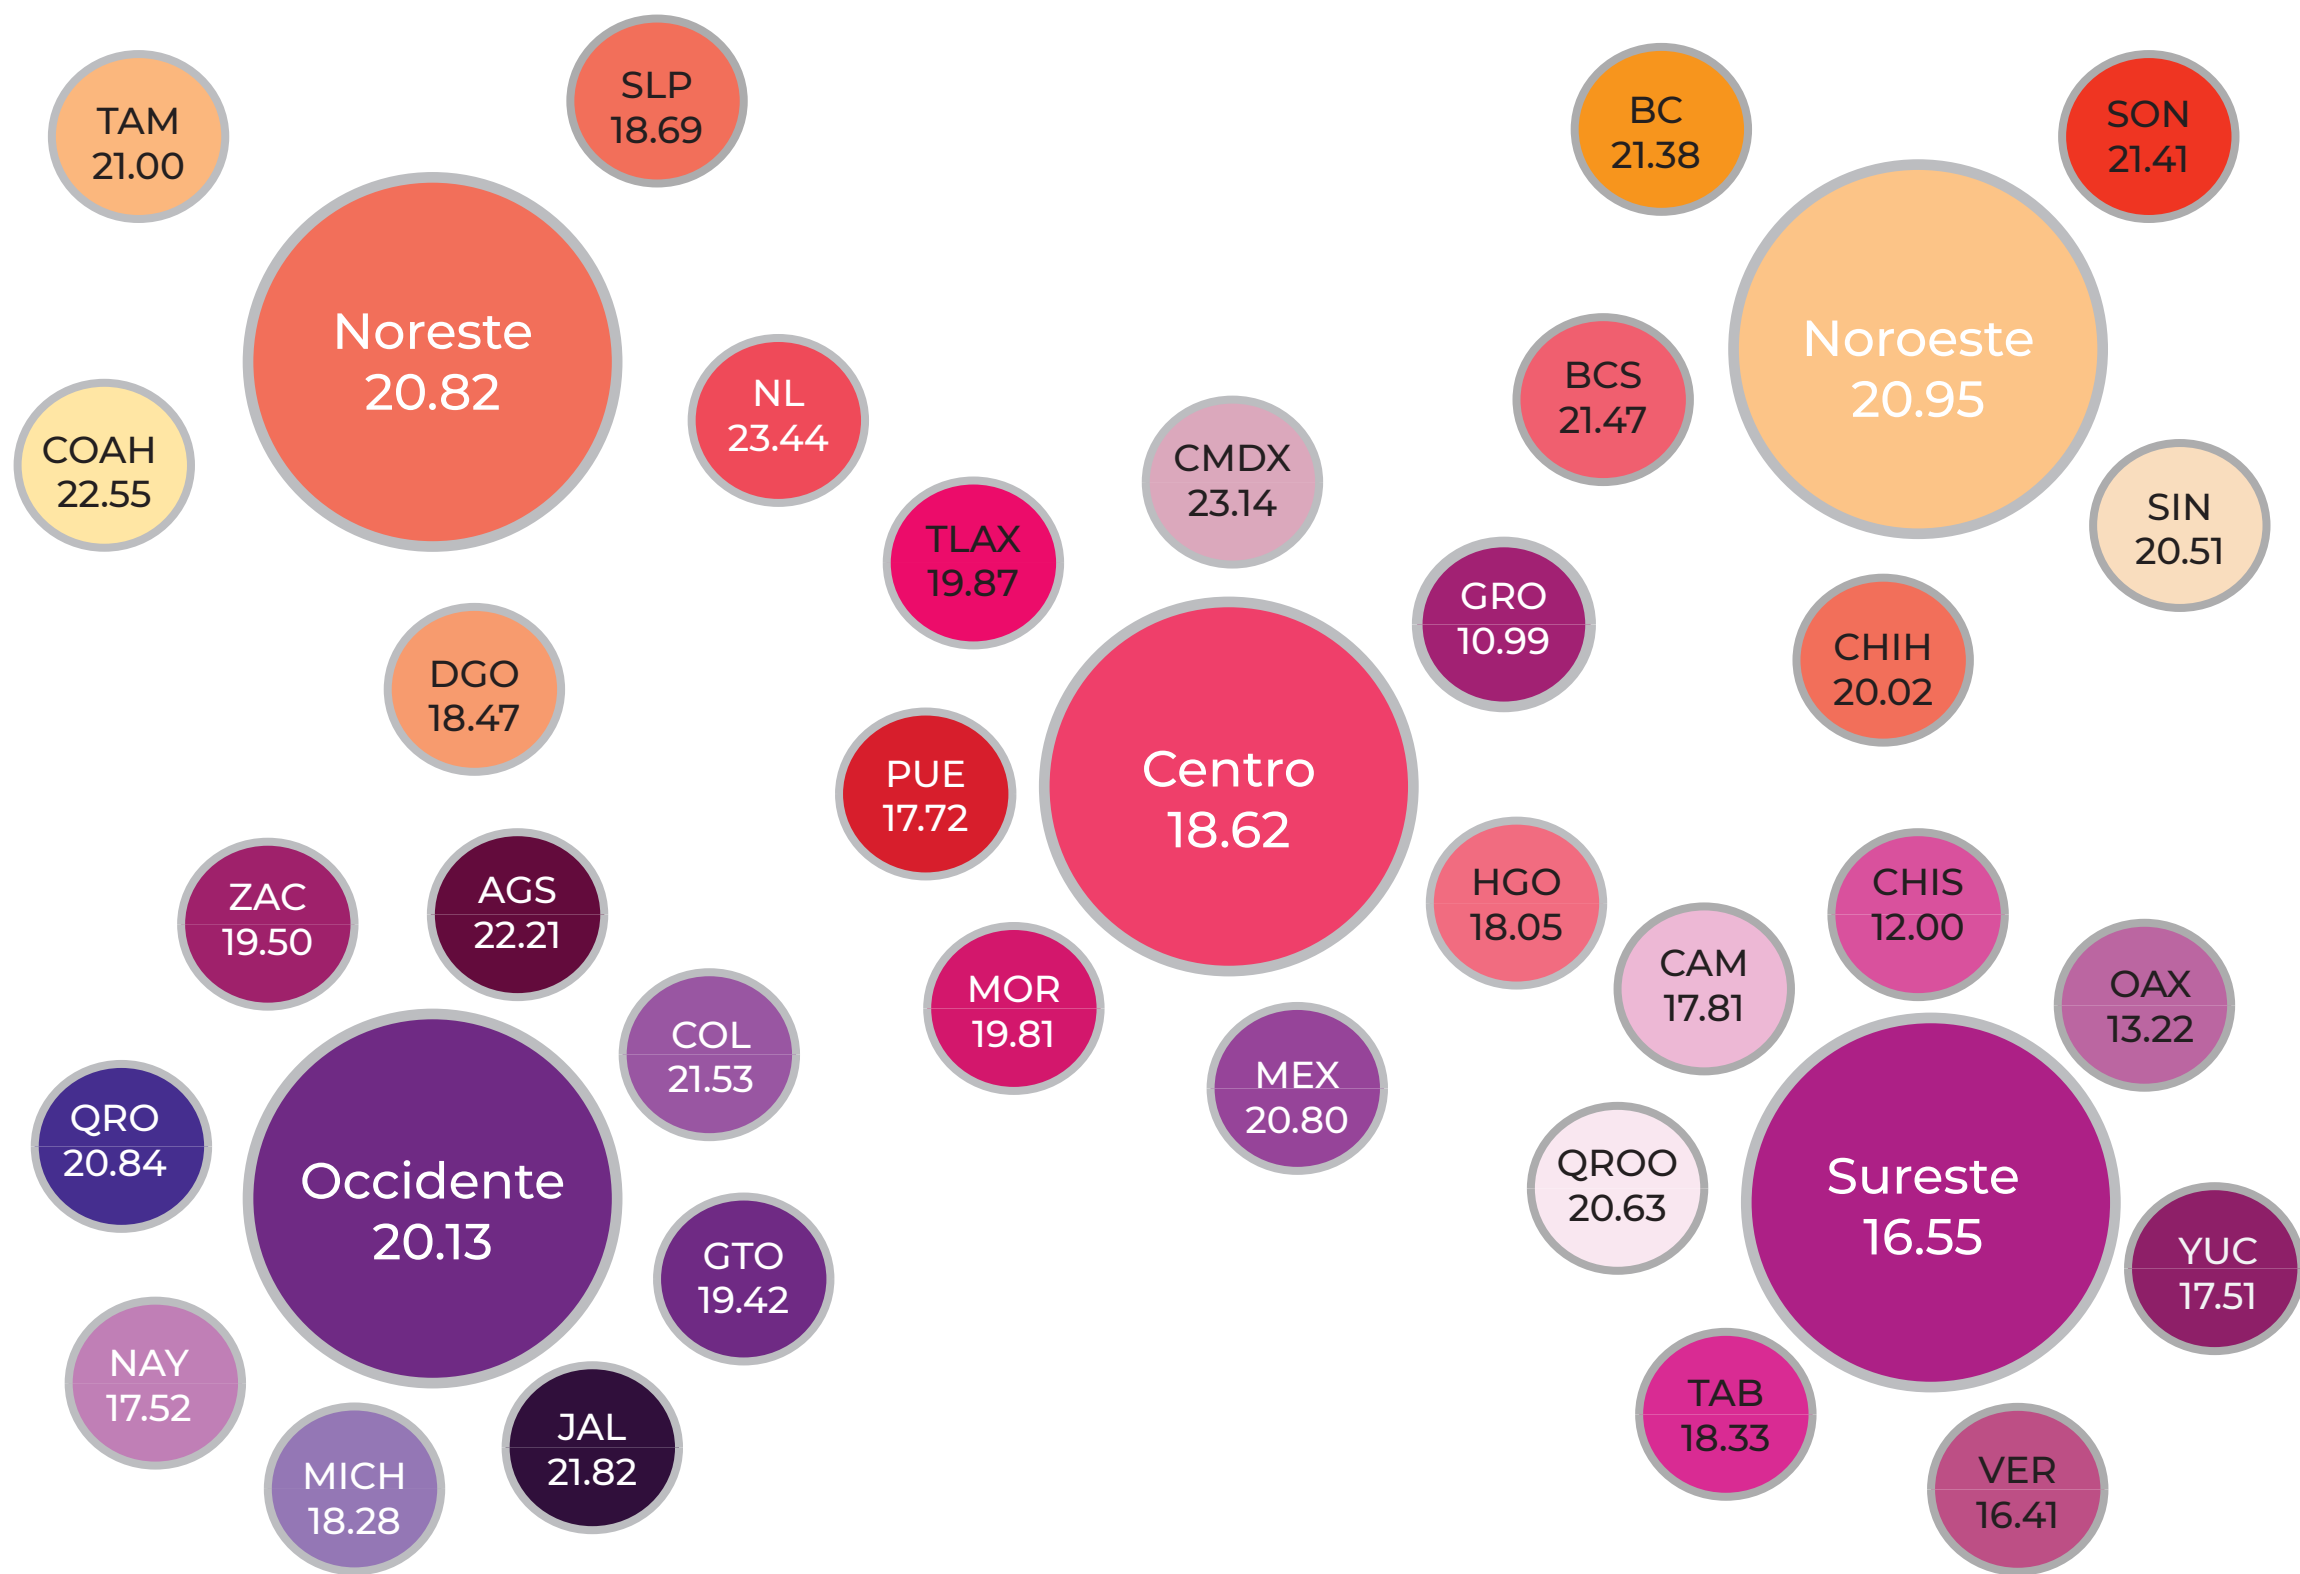 TAM
21.00
SLP
18.69
Noreste
20.82
COAH
22.55
NL
23.44
DGO
18.47
BC
21.38
SON
21.41
Noroeste
20.95
BCS
21.47
SIN
20.51
CHIH
20.02
CMDX
23.14
TLAX
19.87
GRO
10.99
Centro
18.62
PUE
17.72
HGO
18.05
MOR
19.81
MEX
20.80
ZAC
19.50
AGS
22.21
COL
21.53
QRO
20.84
Occidente
20.13
GTO
19.42
NAY
17.52
JAL
21.82
MICH
18.28
CHIS
12.00
CAM
17.81
OAX
13.22
QROO
20.63
Sureste
16.55
YUC
17.51
TAB
18.33
VER
16.41